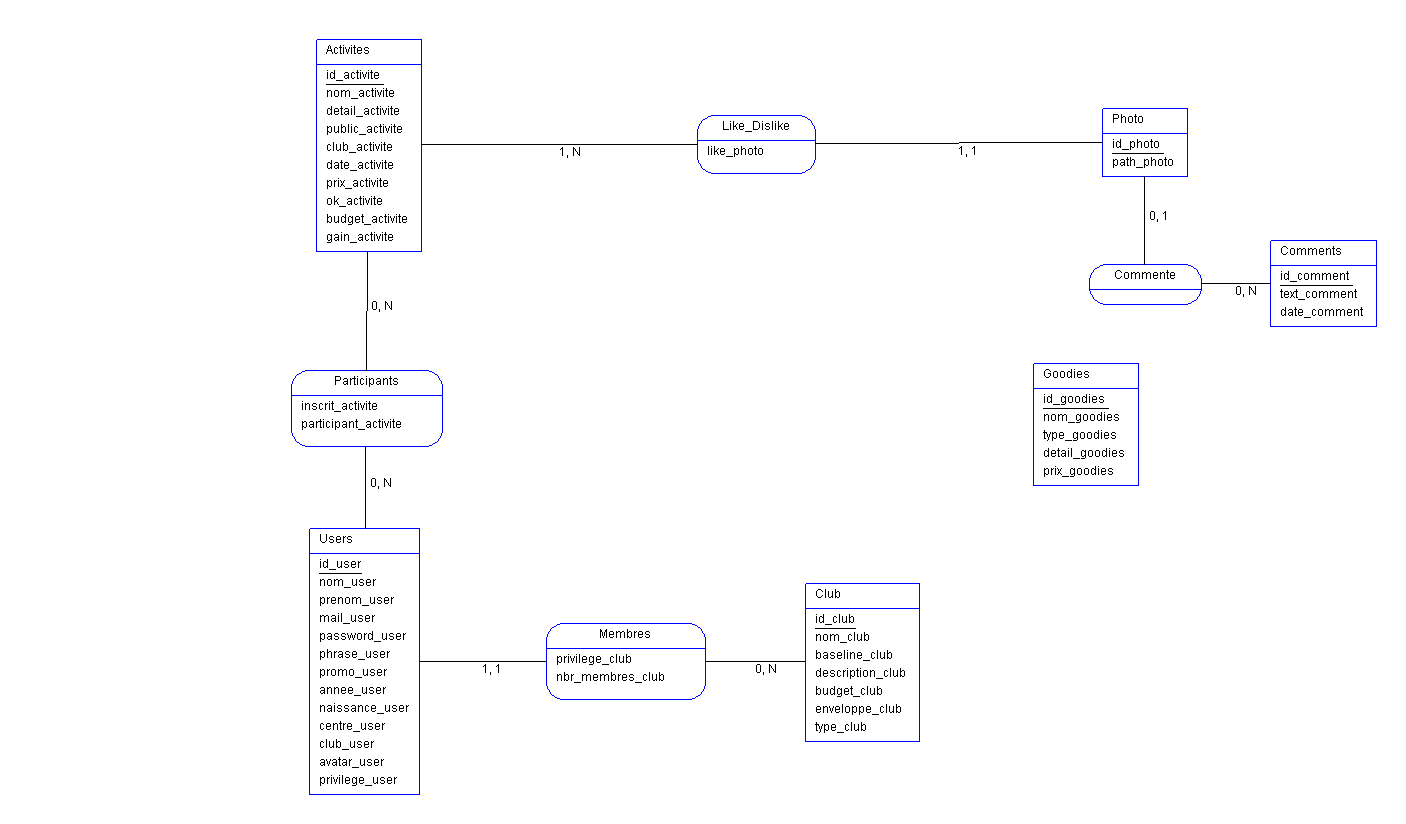 Activites
id_activite
nom_activite
detail_activite
public_activite
club_activite
date_activite
prix_activite
ok_activite
budget_activite
gain_activite
1, N
Like_Dislike
like_photo
1, 1
Photo
id_photo
path_photo
0, 1
Commente
0, N
Comments
id_comment
text_comment
date_comment
0, N
Participants
inscrit_activite
participant_activite
0, N
Goodies
id_goodies
nom_goodies
type_goodies
detail_goodies
prix_goodies
Users
id_user
nom_user
prenom_user
mail_user
password_user
phrase_user
promo_user
annee_user
naissance_user
centre_user
club_user
avatar_user
privilege_user
1, 1
Membres
privilege_club
nbr_membres_club
0, N
Club
id_club
nom_club
baseline_club
description_club
budget_club
enveloppe_club
type_club